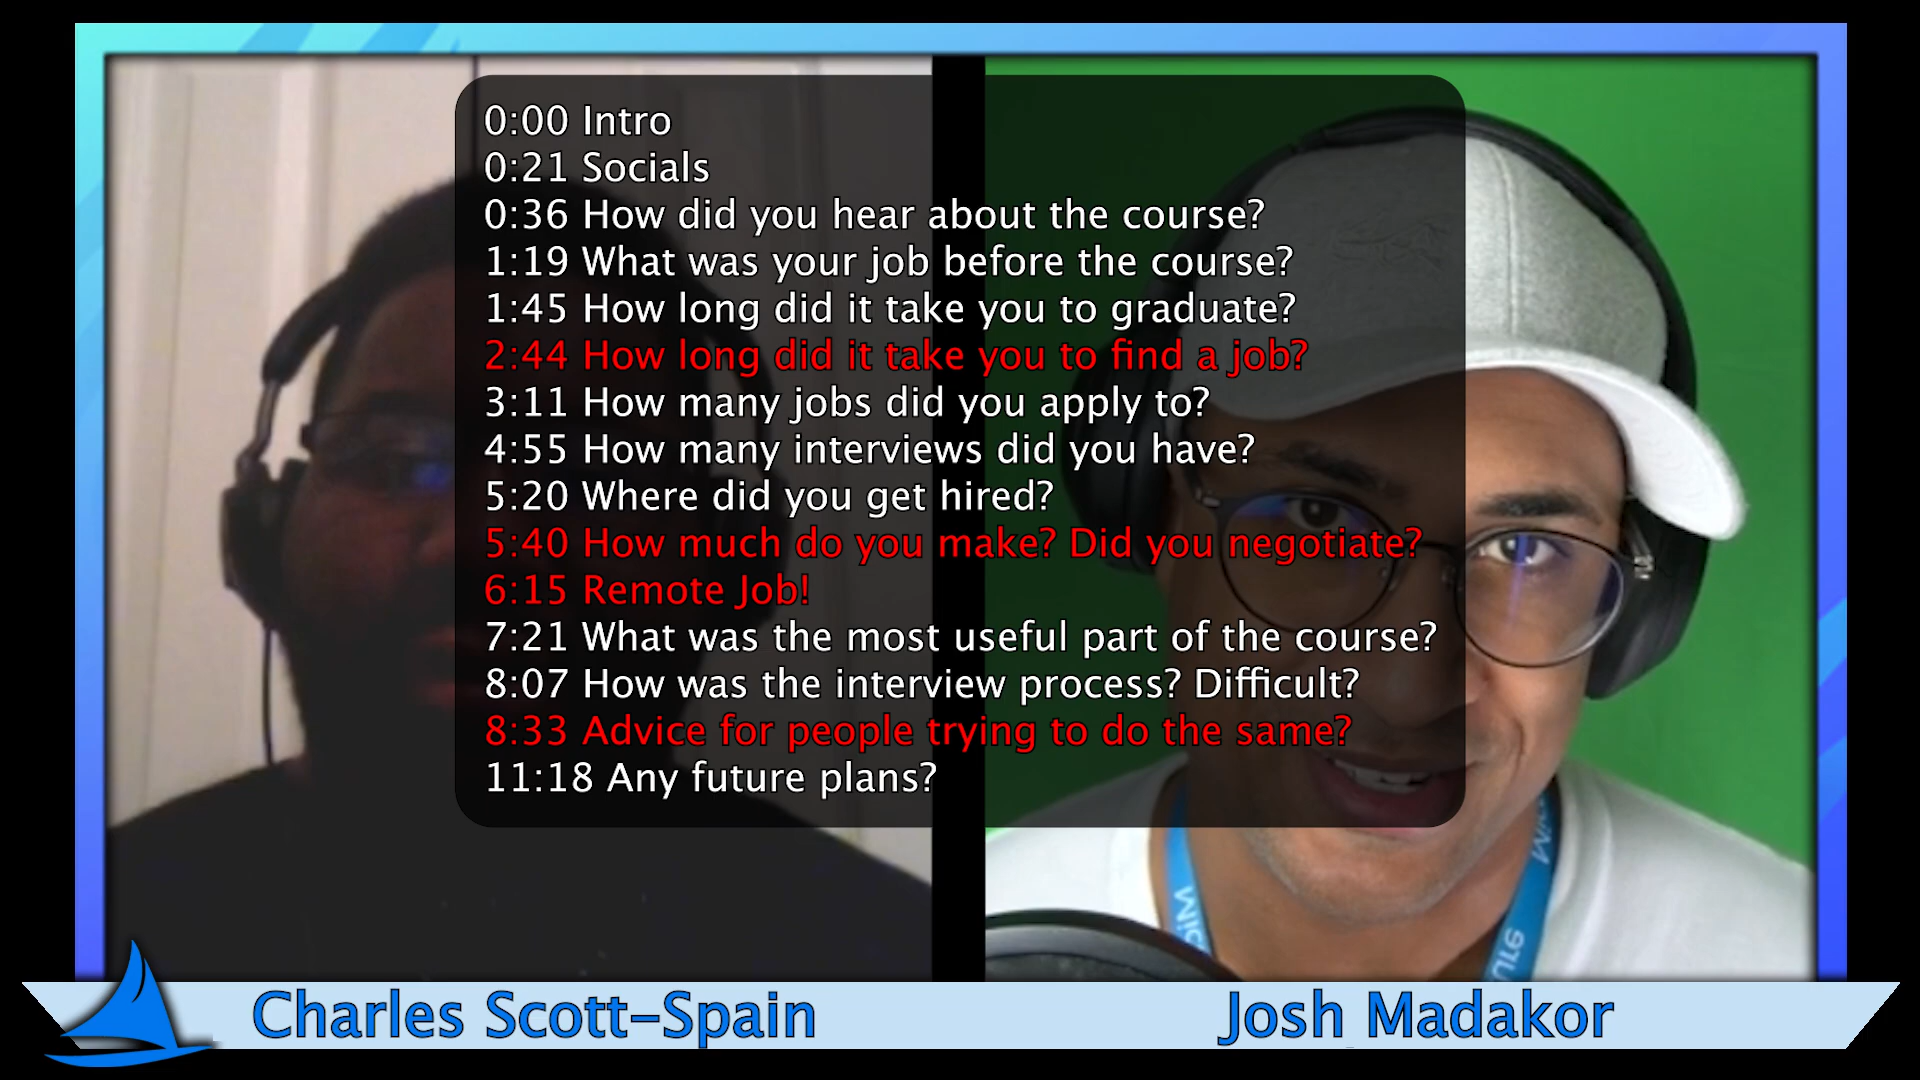 0:00 Intro
0:21 Socials
0:36 How did you hear about the course?
1:19 What was your job before the course?
1:45 How long did it take you to graduate?
2:44 How long did it take you to find a job?
3:11 How many jobs did you apply to?
4:55 How many interviews did you have?
5:20 Where did you get hired?
5:40 How much do you make? Did you negotiate?
6:15 Remote Job!
7:21 What was the most useful part of the course?
8:07 How was the interview process? Difficult?
8:33 Advice for people trying to do the same?
11:18 Any future plans?
Charles Scott-Spain
Josh Madakor